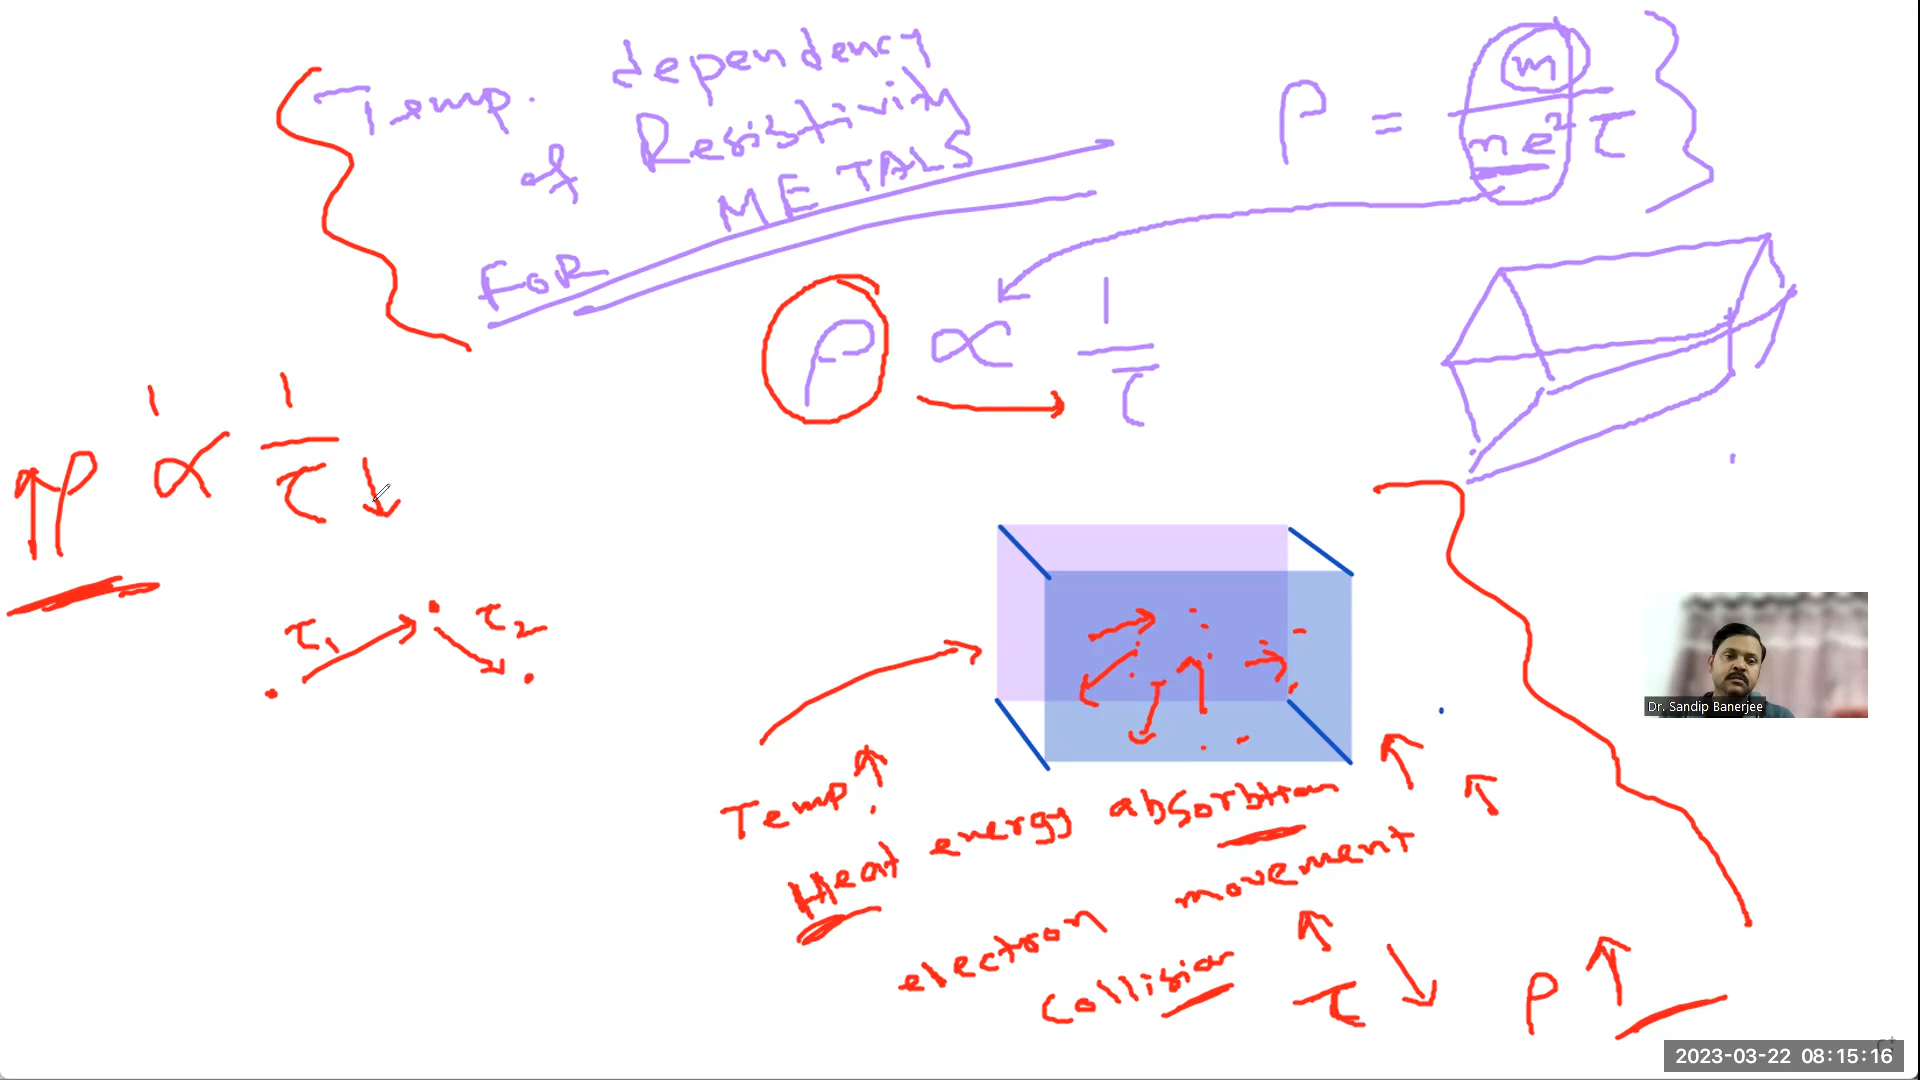 Temp. dependency
of Resistivity
FOR METALS
ρ = m / ne² τ
ρ ∝ 1 / τ
↑ρ ∝ 1 / τ ↓
τ₁ τ₂
Temp ↑
Heat energy absorbtion ↑
electron movement ↑
Collision ↑
τ ↓ ρ ↑
Dr. Sandip Banerjee
2023-03-22 08:15:16